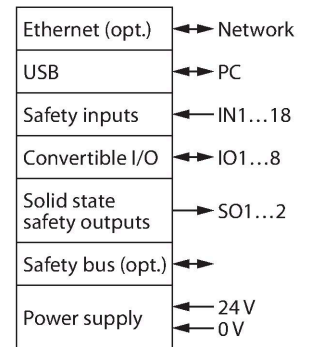 Ethernet (opt.) Network
USB PC
Safety inputs IN1...18
Convertible I/O IO1...8
Solid state
safety outputs SO1...2
Safety bus (opt.)
Power supply 24 V
0 V